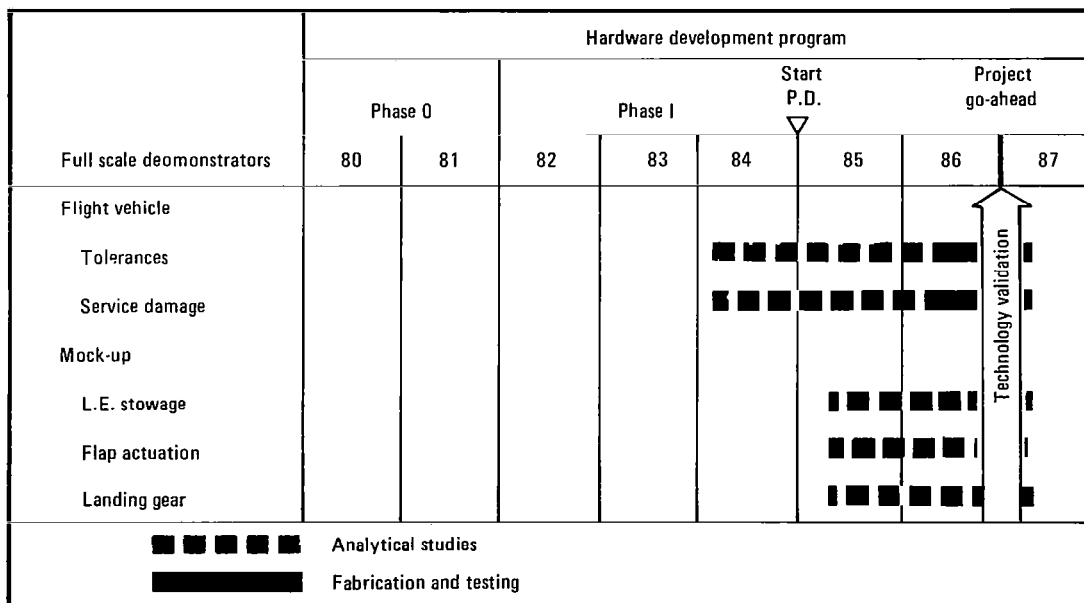 Hardware development program
Start
P.D.
Project
go-ahead
Phase 0
Phase I
Full scale deomonstrators
80 81 82 83 84 85 86 87
Flight vehicle
Tolerances
Service damage
Mock-up
L.E. stowage
Flap actuation
Landing gear
Technology validation
Analytical studies
Fabrication and testing